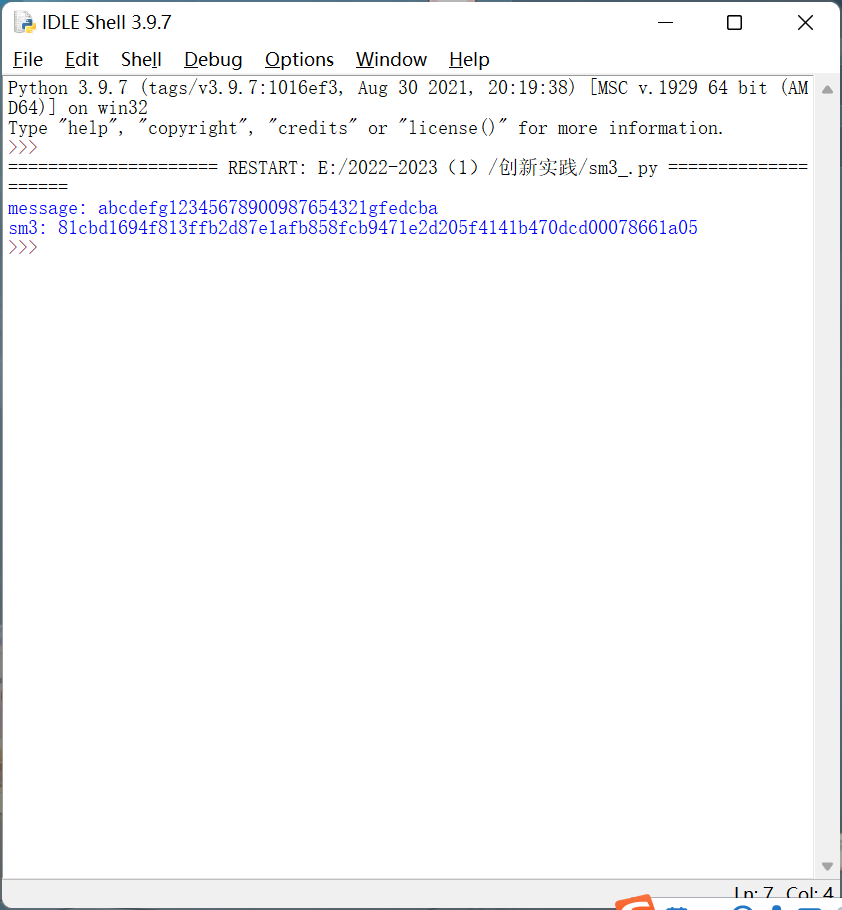 IDLE Shell 3.9.7
File Edit Shell Debug Options Window Help
Python 3.9.7 (tags/v3.9.7:1016ef3, Aug 30 2021, 20:19:38) [MSC v.1929 64 bit (AM
D64)] on win32
Type "help", "copyright", "credits" or "license()" for more information.
>>>
===================== RESTART: E:/2022-2023（1）/创新实践/sm3_.py ==============
======
message: abcdefg12345678900987654321gfedcba
sm3: 81cbd1694f813ffb2d87e1afb858fcb9471e2d205f4141b470dcd00078661a05
>>>
Ln: 7 Col: 4